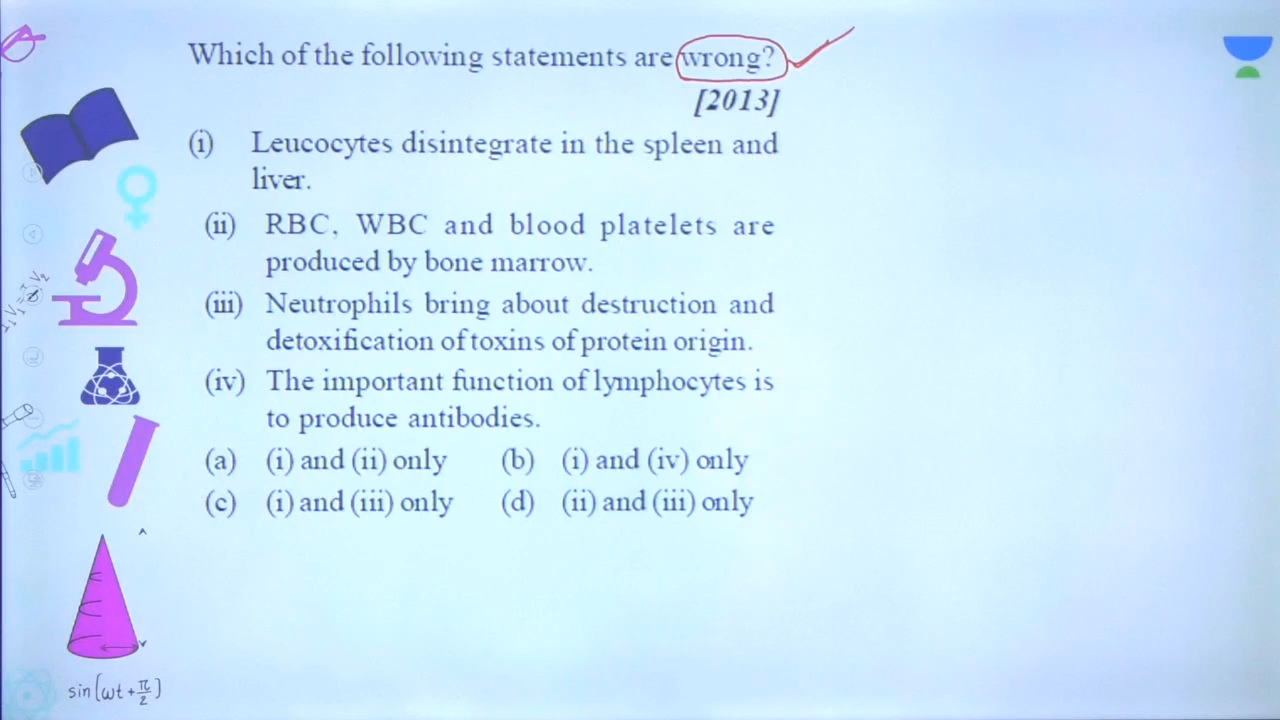 Which of the following statements are wrong?
[2013]
(i) Leucocytes disintegrate in the spleen and
liver.
(ii) RBC, WBC and blood platelets are
produced by bone marrow.
(iii) Neutrophils bring about destruction and
detoxification of toxins of protein origin.
(iv) The important function of lymphocytes is
to produce antibodies.
(a) (i) and (ii) only (b) (i) and (iv) only
(c) (i) and (iii) only (d) (ii) and (iii) only
sin(ωt + π/2)